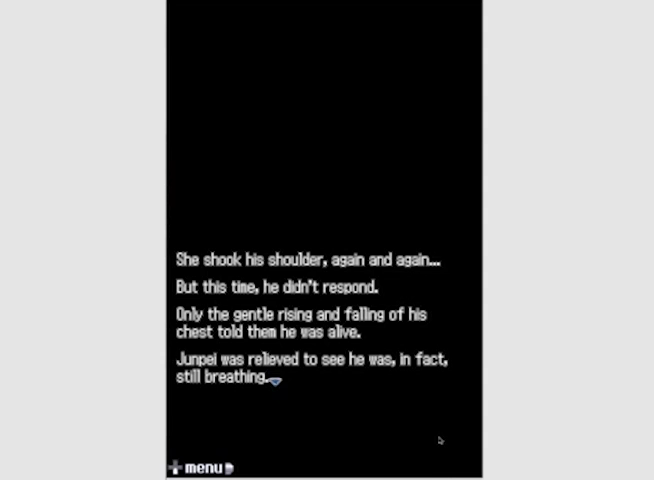 She shook his shoulder, again and again...
But this time, he didn't respond.
Only the gentle rising and falling of his
chest told them he was alive.
Junpei was relieved to see he was, in fact,
still breathing.
menu